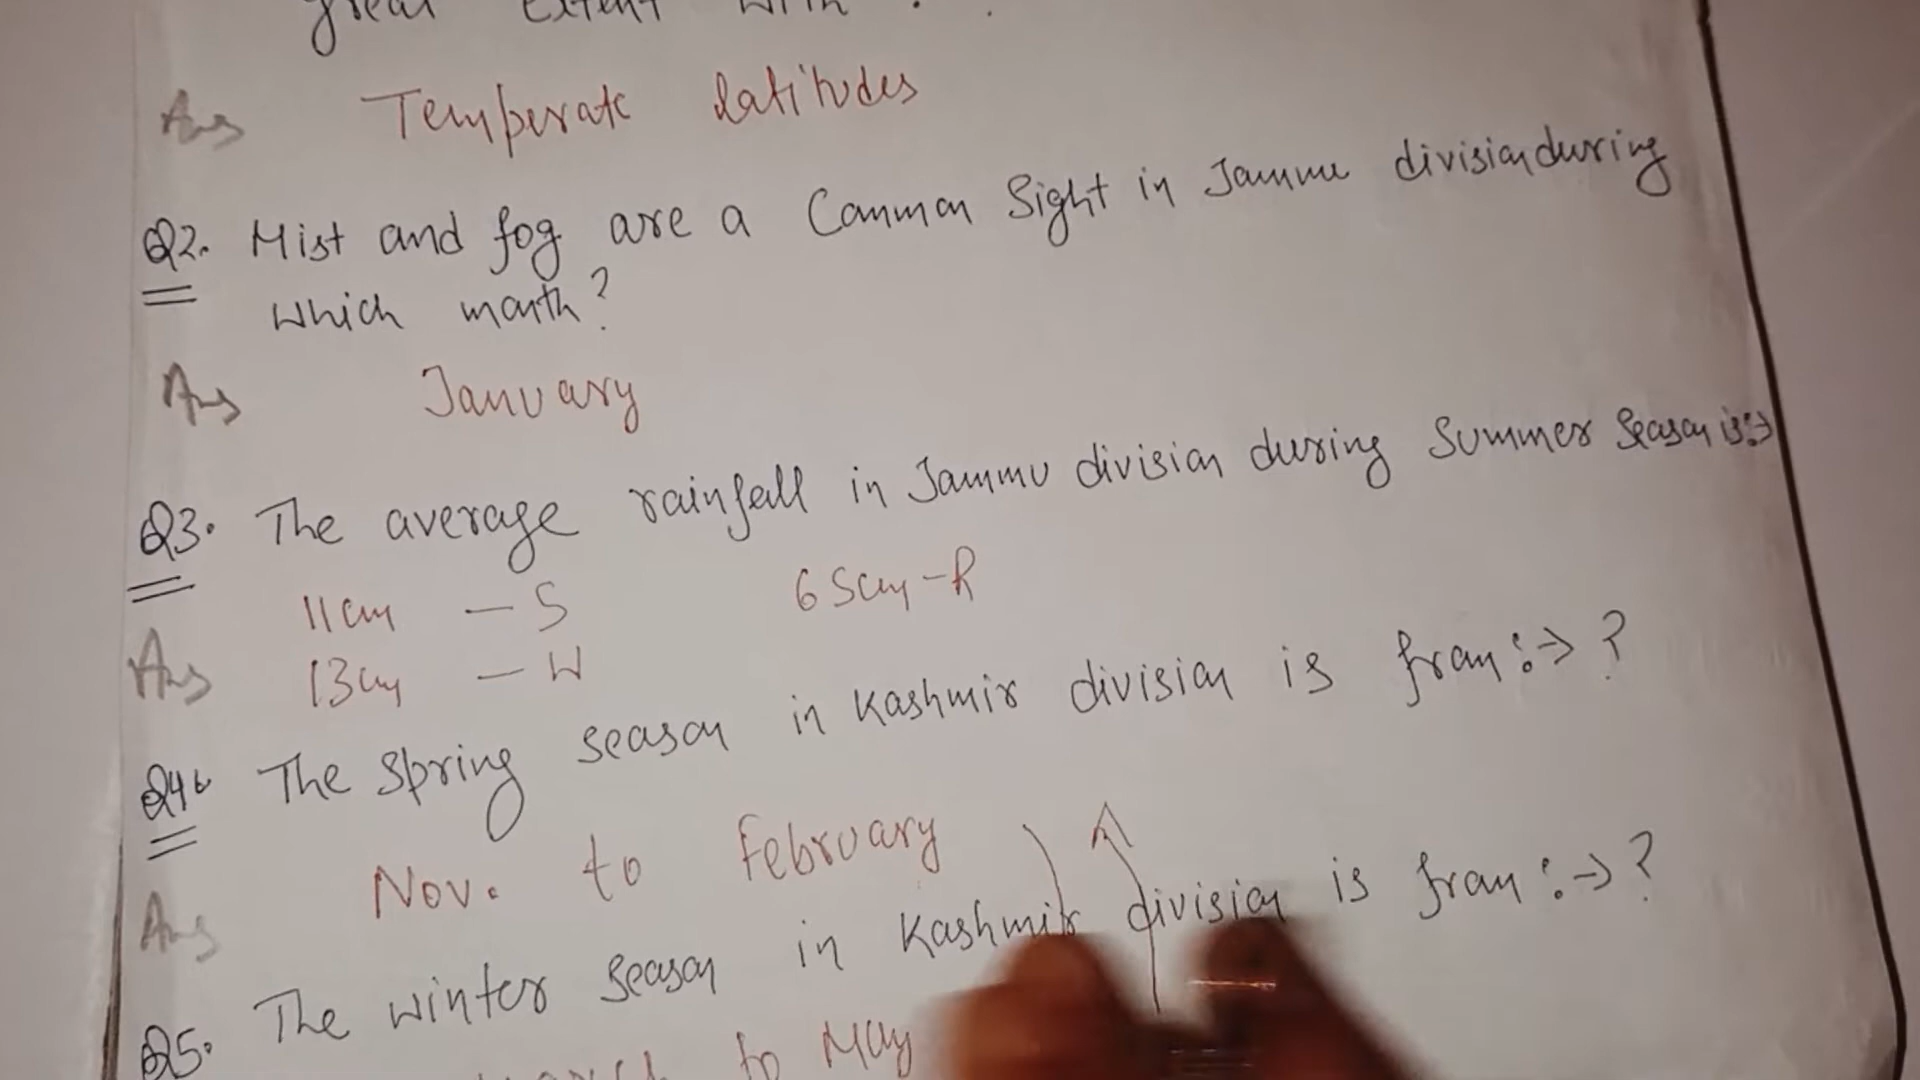 great extent with
Ans Temperate latitudes
Q2. Mist and fog are a Common Sight in Jammu division during
which month?
Ans January
Q3. The average rainfall in Jammu division during Summer Season is:→
11cm – S 65cm – R
Ans 13cm – W
Q4. The Spring season in Kashmir division is from :→ ?
Ans Nov. to February
Q5. The winter season in Kashmir division is from :→ ?
to May